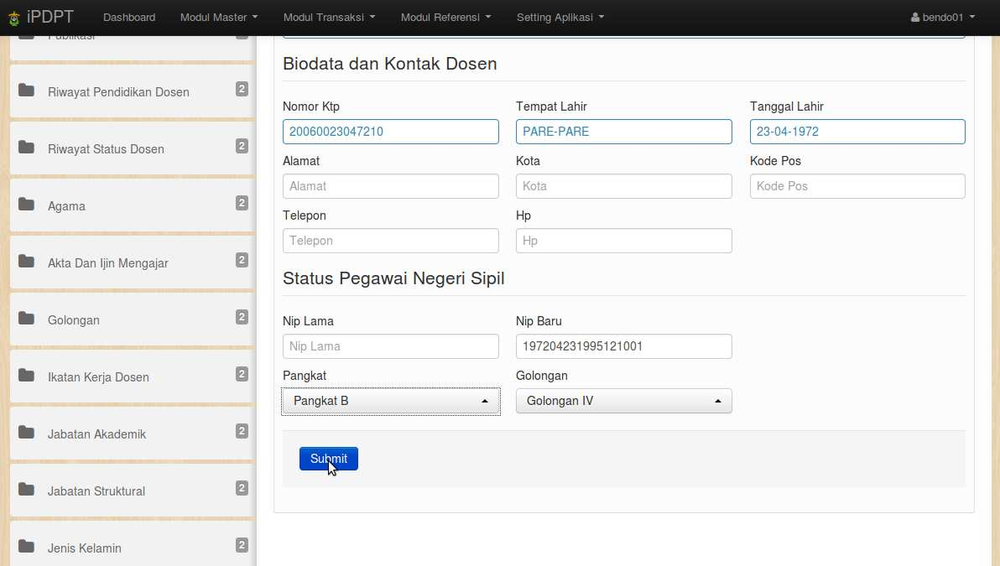 iPDPT Dashboard Modul Master Modul Transaksi Modul Referensi Setting Aplikasi bendo01
Publikasi
Riwayat Pendidikan Dosen 2
Riwayat Status Dosen 2
Agama 2
Akta Dan Ijin Mengajar 2
Golongan 2
Ikatan Kerja Dosen 2
Jabatan Akademik 2
Jabatan Struktural 2
Jenis Kelamin 2
Biodata dan Kontak Dosen
Nomor Ktp Tempat Lahir Tanggal Lahir
20060023047210 PARE-PARE 23-04-1972
Alamat Kota Kode Pos
Alamat Kota Kode Pos
Telepon Hp
Telepon Hp
Status Pegawai Negeri Sipil
Nip Lama Nip Baru
Nip Lama 197204231995121001
Pangkat Golongan
Pangkat B Golongan IV
Submit